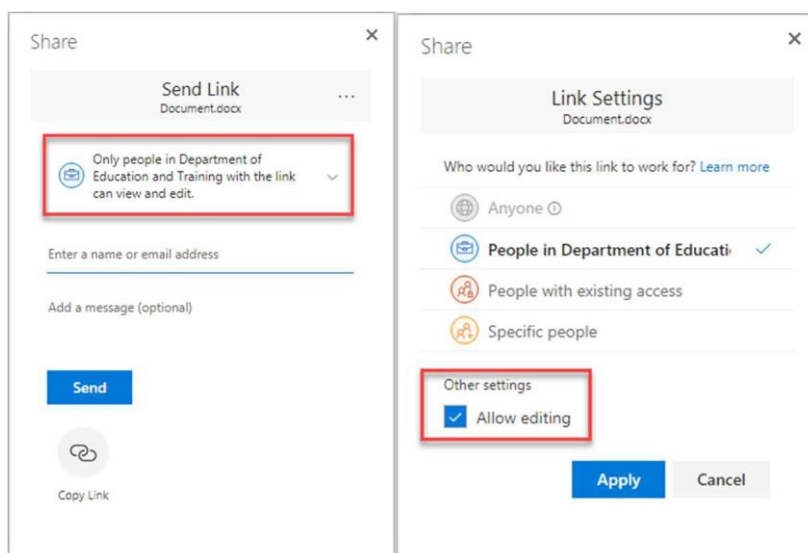 Share
Send Link
Document.docx
...
Only people in Department of
Education and Training with the link
can view and edit.
Enter a name or email address
Add a message (optional)
Send
Copy Link
Share
Link Settings
Document.docx
Who would you like this link to work for? Learn more
Anyone
People in Department of Educati
People with existing access
Specific people
Other settings
Allow editing
Apply
Cancel